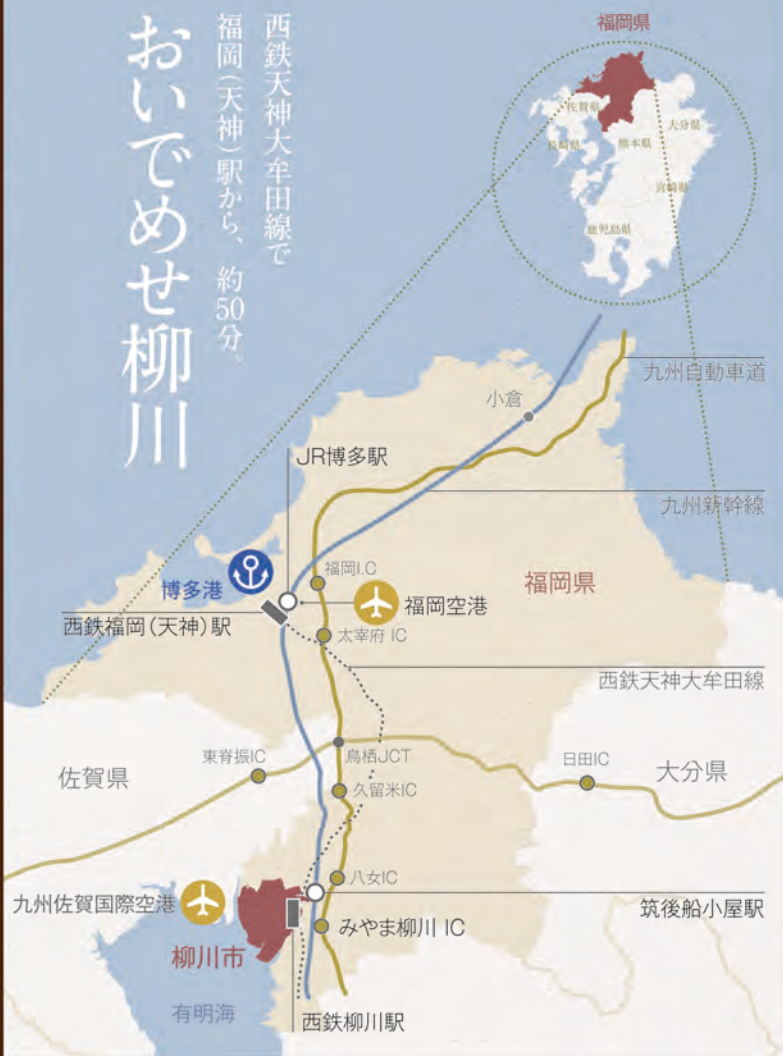 西鉄天神大牟田線で
福岡(天神)駅から、約50分。
おいでめせ柳川
福岡県
佐賀県
大分県
長崎県
熊本県
宮崎県
鹿児島県
九州自動車道
小倉
JR博多駅
九州新幹線
福岡I.C
福岡県
博多港
福岡空港
西鉄福岡(天神)駅
太宰府 IC
西鉄天神大牟田線
東脊振IC
鳥栖JCT
日田IC
佐賀県
大分県
久留米IC
八女IC
九州佐賀国際空港
筑後船小屋駅
みやま柳川 IC
柳川市
有明海
西鉄柳川駅